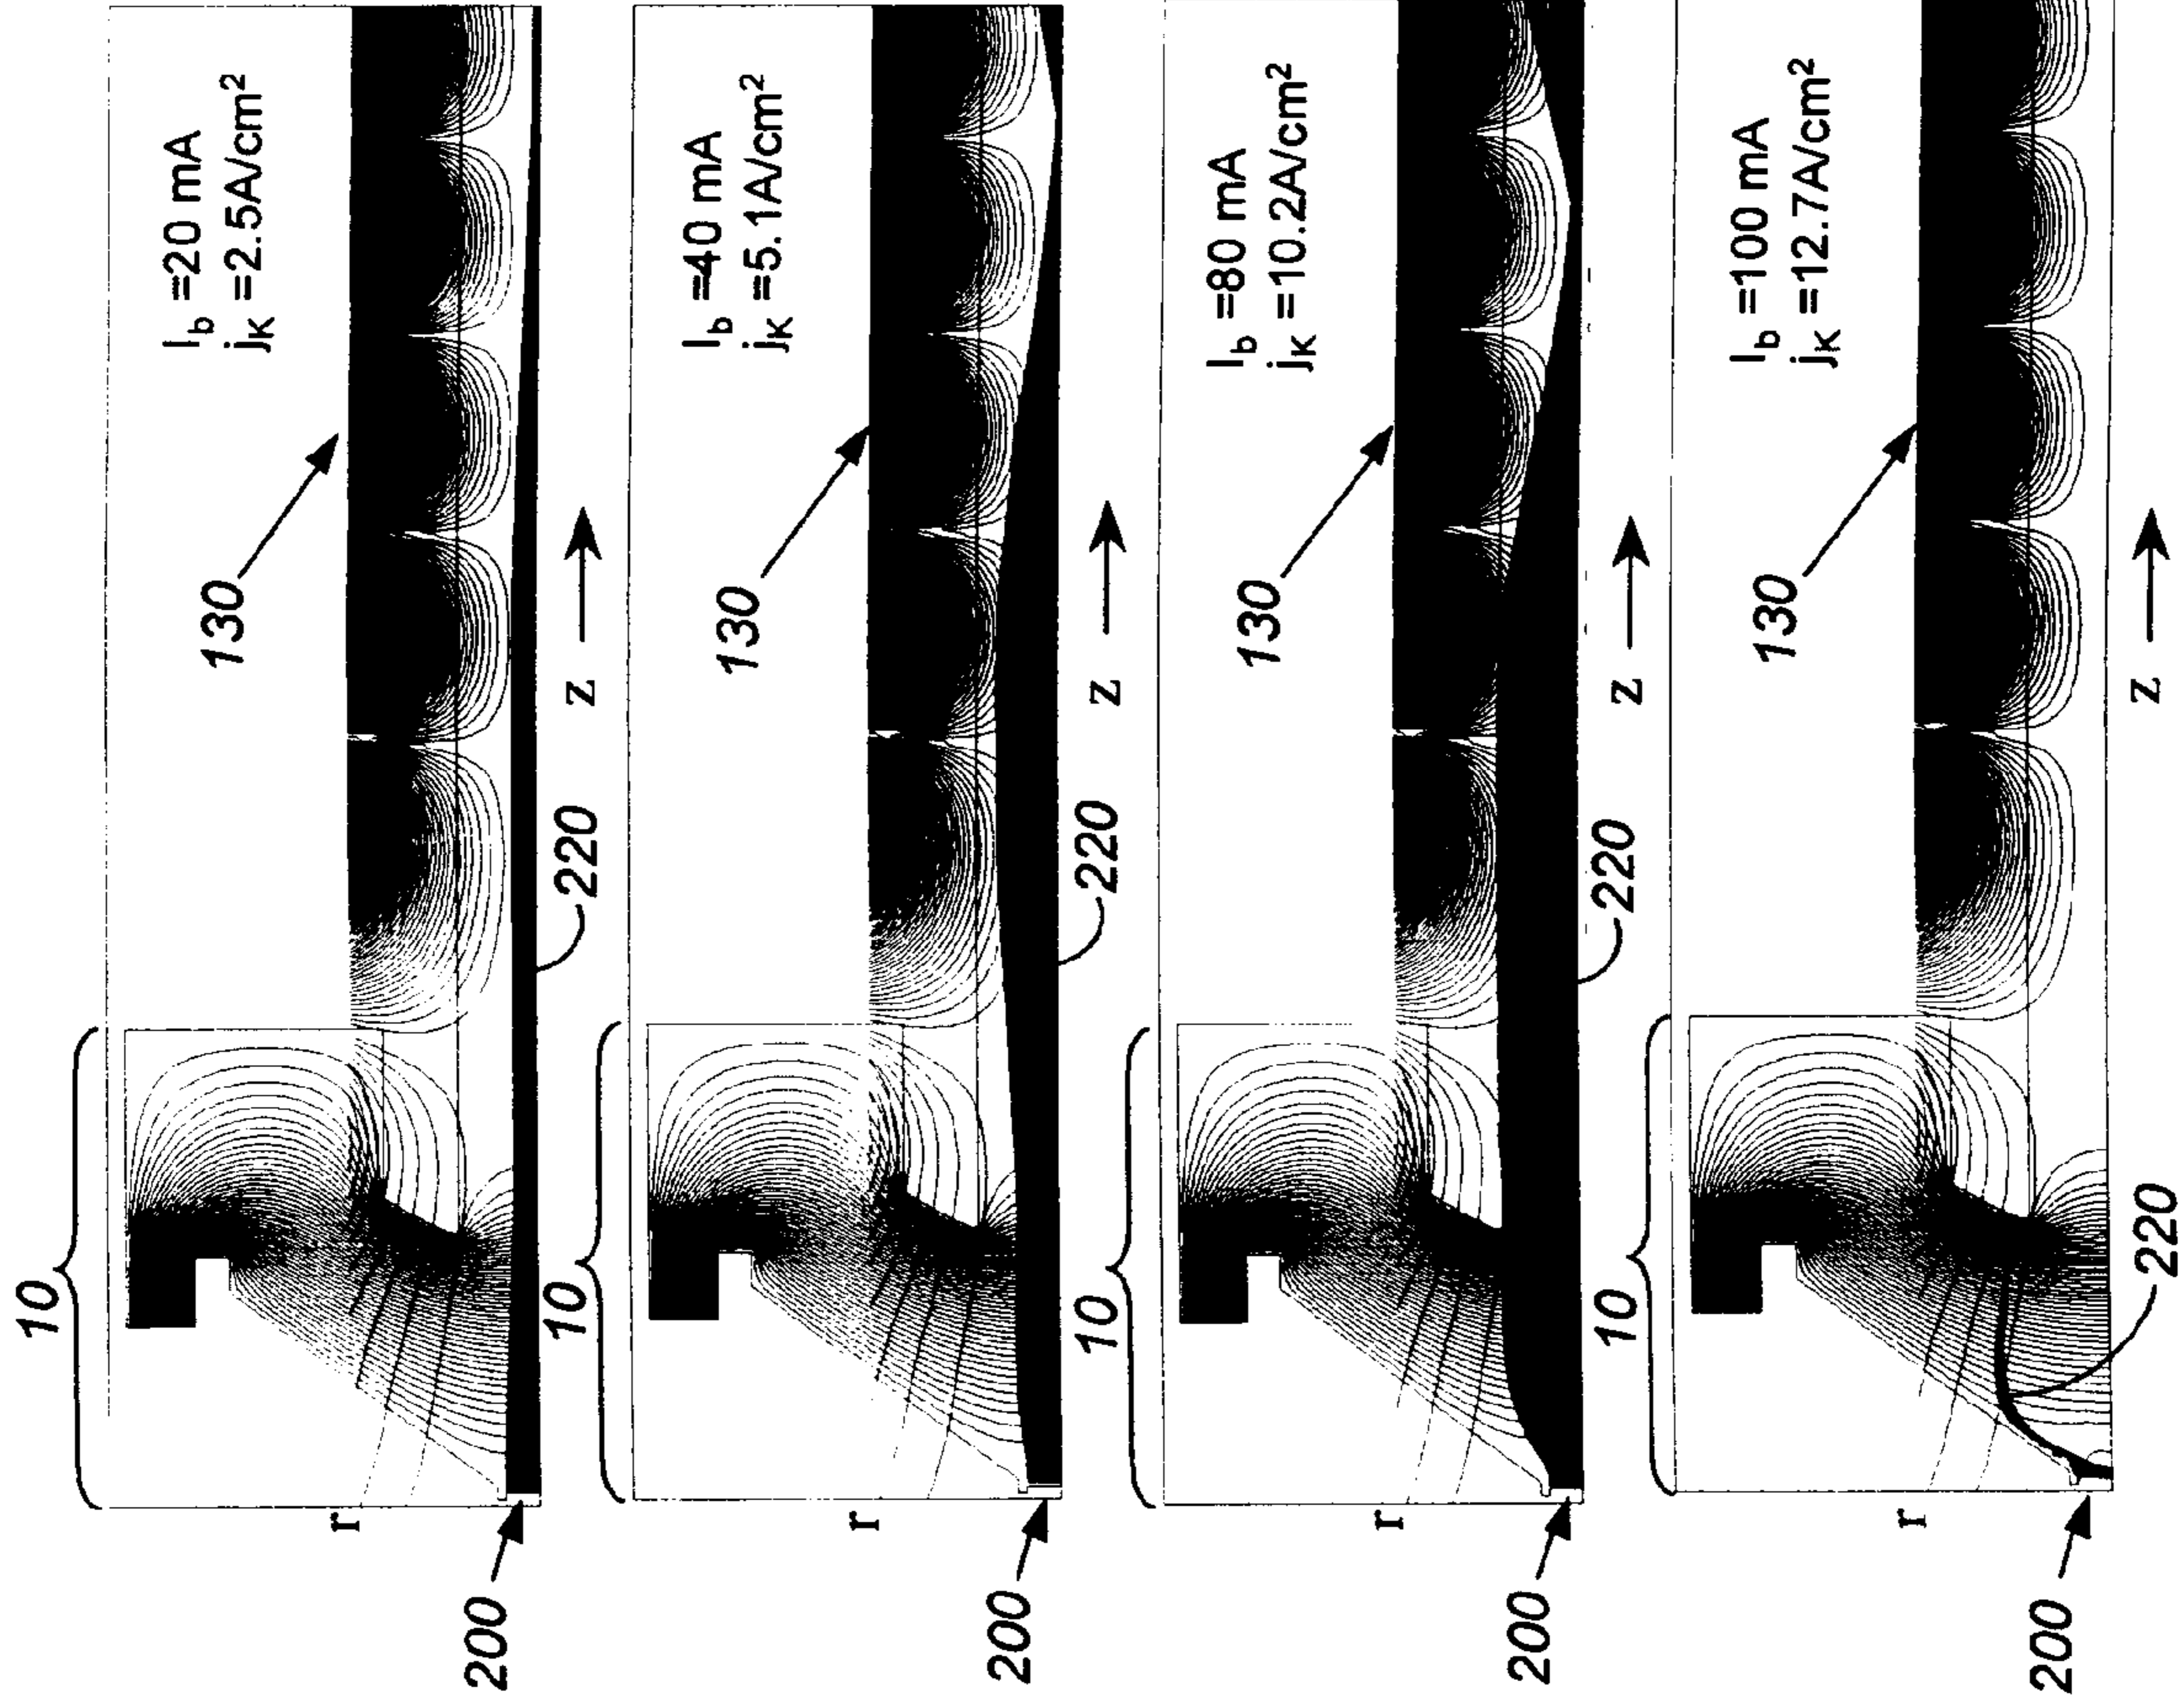 10
I_b =20 mA
j_K =2.5A/cm²
130
r
z
200
220
10
I_b =40 mA
j_K =5.1A/cm²
130
r
z
200
220
10
I_b =80 mA
j_K =10.2A/cm²
130
r
z
200
220
10
I_b =100 mA
j_K =12.7A/cm²
130
r
z
200
220